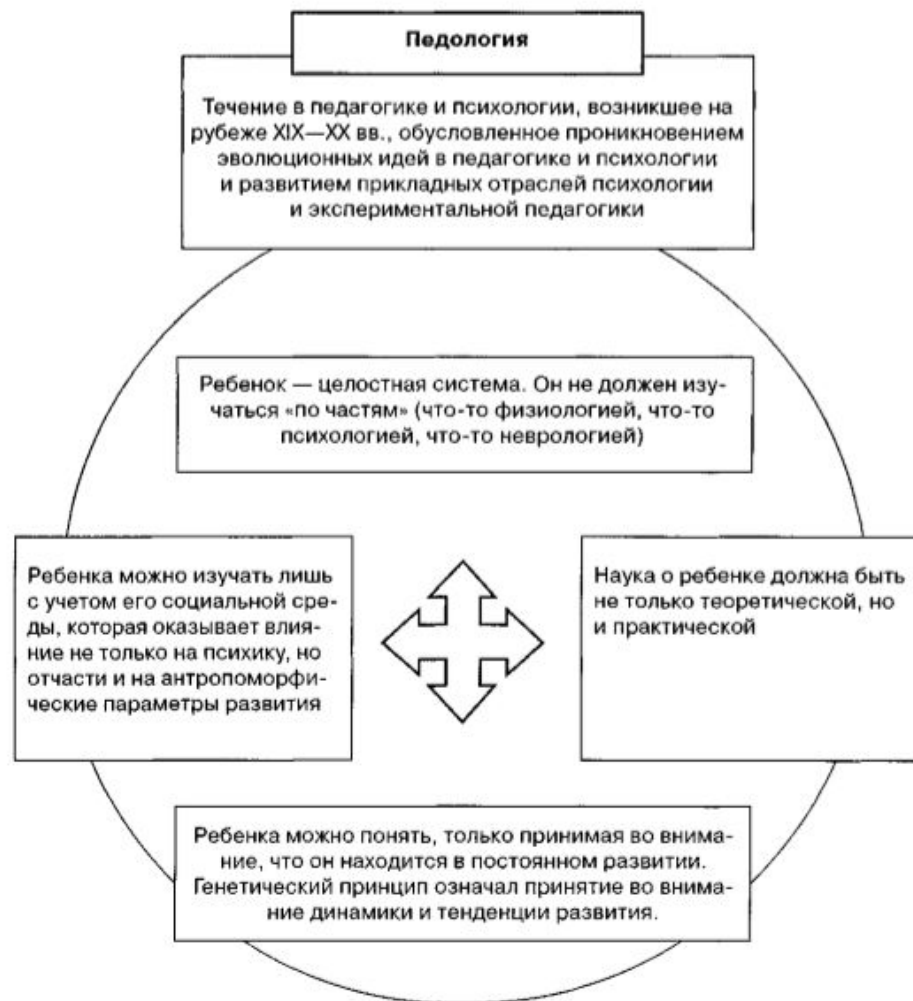 Педология
Течение в педагогике и психологии, возникшее на
рубеже XIX—XX вв., обусловленное проникновением
эволюционных идей в педагогике и психологии
и развитием прикладных отраслей психологии
и экспериментальной педагогики
Ребенок — целостная система. Он не должен изу-
чаться «по частям» (что-то физиологией, что-то
психологией, что-то неврологией)
Ребенка можно изучать лишь
с учетом его социальной сре-
ды, которая оказывает влия-
ние не только на психику, но
отчасти и на антропоморфи-
ческие параметры развития
Наука о ребенке должна быть
не только теоретической, но
и практической
Ребенка можно понять, только принимая во внима-
ние, что он находится в постоянном развитии.
Генетический принцип означал принятие во внима-
ние динамики и тенденции развития.